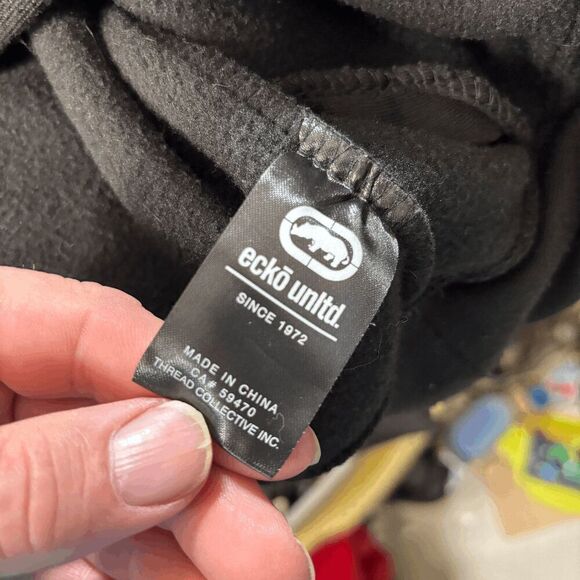 eckō unltd.
SINCE 1972
MADE IN CHINA
CA# 59470
THREAD COLLECTIVE INC.